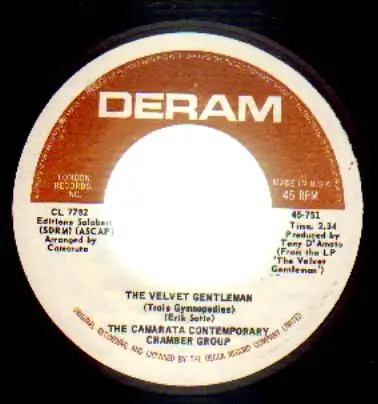 DERAM
LONDON
RECORDS,
INC.
MADE IN U.S.A.
45 RPM
CL 7782
Editions Salabert
(SDRM) (ASCAP)
Arranged by
Camarata
45-751
Time: 2.34
Produced by
Tony D'Amato
(From the LP
"The Velvet
Gentleman")
THE VELVET GENTLEMAN
(Trois Gymnopedies)
(Erik Satie)
THE CAMARATA CONTEMPORARY
CHAMBER GROUP
ORIGINAL RECORDING AND LICENSED BY THE DECCA RECORD COMPANY LIMITED